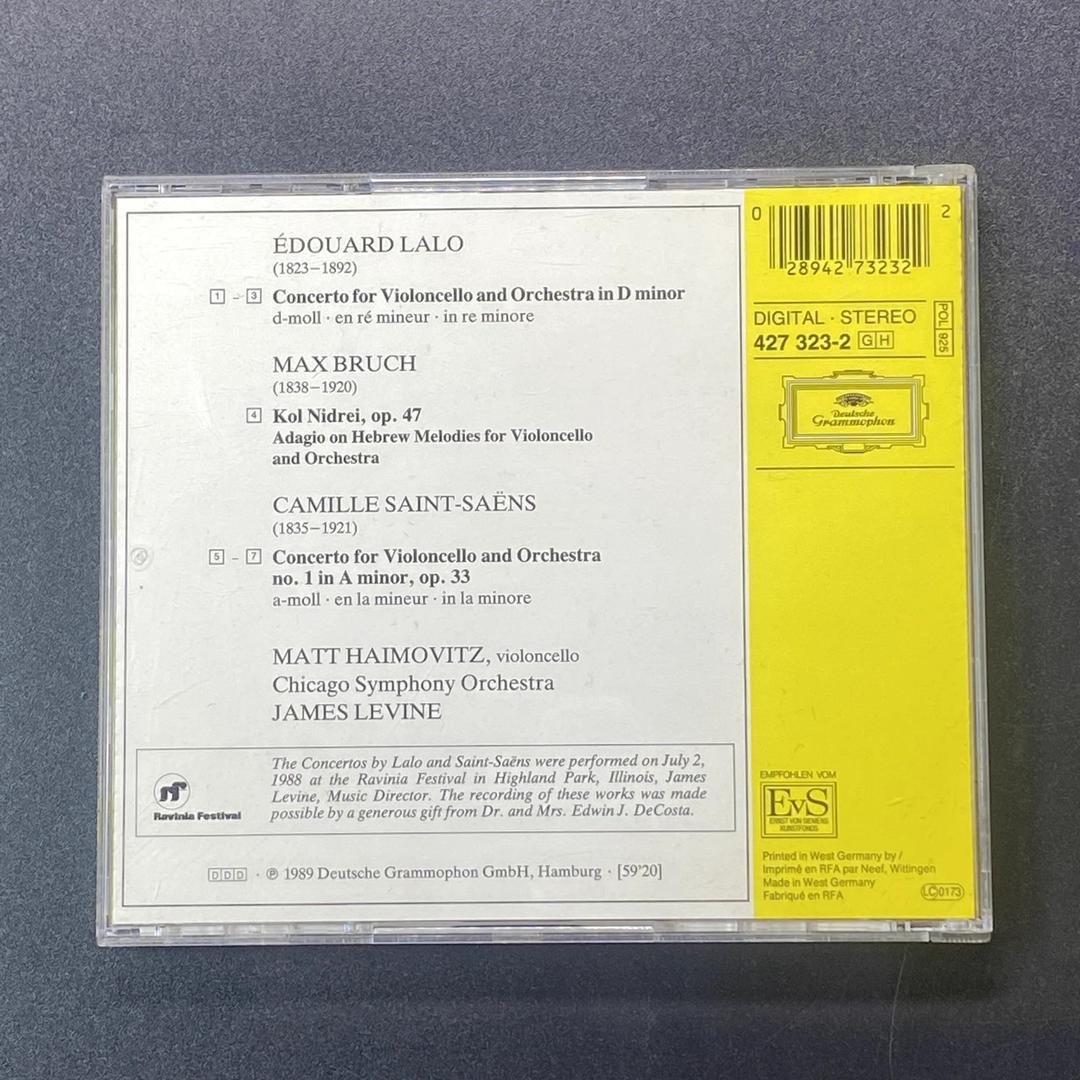 ÉDOUARD LALO
(1823–1892)
1 – 3 Concerto for Violoncello and Orchestra in D minor
d-moll · en ré mineur · in re minore
MAX BRUCH
(1838–1920)
4 Kol Nidrei, op. 47
Adagio on Hebrew Melodies for Violoncello
and Orchestra
CAMILLE SAINT-SAËNS
(1835–1921)
5 – 7 Concerto for Violoncello and Orchestra
no. 1 in A minor, op. 33
a-moll · en la mineur · in la minore
MATT HAIMOVITZ, violoncello
Chicago Symphony Orchestra
JAMES LEVINE
Ravinia Festival
The Concertos by Lalo and Saint-Saëns were performed on July 2,
1988 at the Ravinia Festival in Highland Park, Illinois, James
Levine, Music Director. The recording of these works was made
possible by a generous gift from Dr. and Mrs. Edwin J. DeCosta.
DDD · ℗ 1989 Deutsche Grammophon GmbH, Hamburg · [59'20]
0 28942 73232 2
DIGITAL · STEREO
427 323-2 GH
POL 925
Deutsche
Grammophon
EMPFOHLEN VOM
EvS
ERNST VON SIEMENS
KUNSTFONDS
Printed in West Germany by /
Imprimé en RFA par Neef, Wittingen
Made in West Germany
Fabriqué en RFA
LC 0173